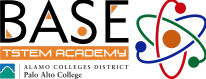 BASE
TSTEM ACADEMY
ALAMO COLLEGES DISTRICT
Palo Alto College